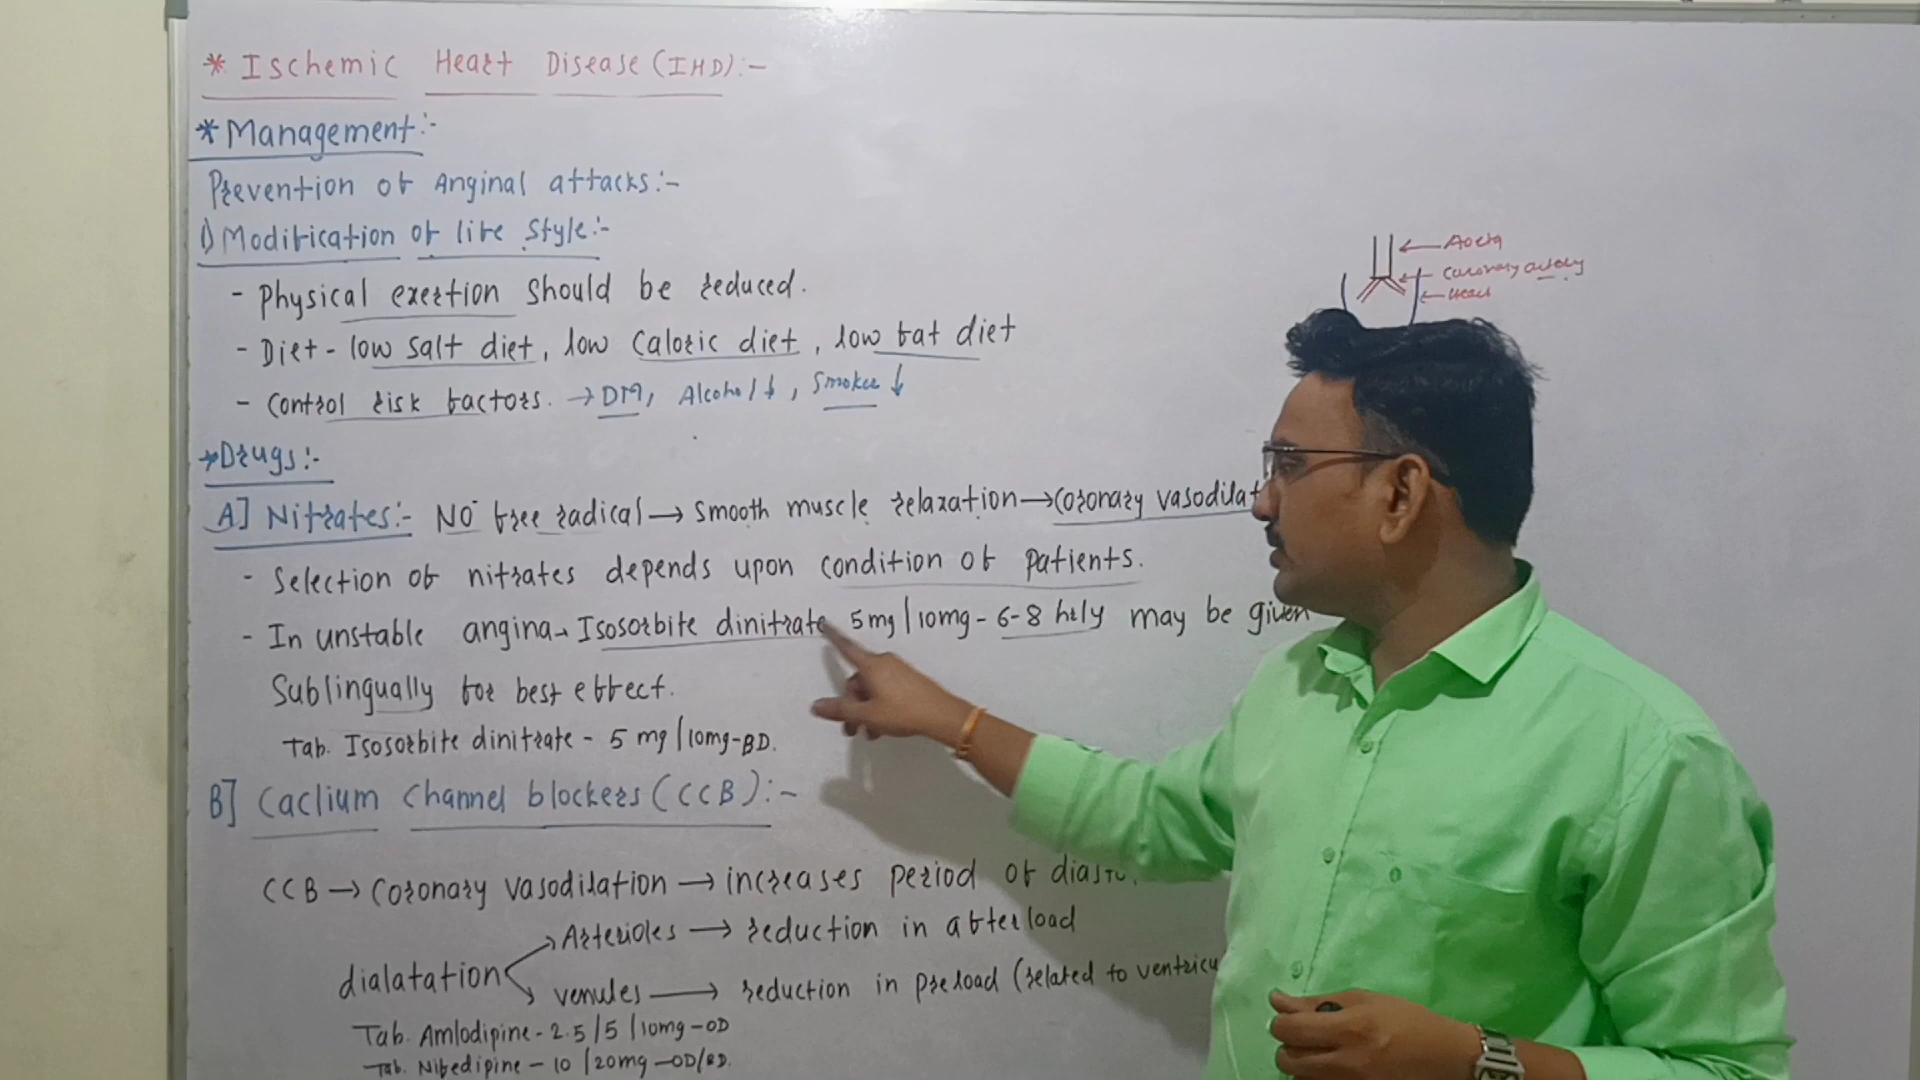 * Ischemic Heart Disease (IHD):-
* Management:-
Prevention of Anginal attacks:-
1) Modification of life style:-
- Physical exertion should be reduced.
- Diet - low salt diet, low caloric diet, low fat diet
- Control risk factors. → DM, Alcohol ↓, Smoker ↓
→ Drugs:-
A] Nitrates:- NO free radical → Smooth muscle relaxation → Coronary vasodilat
- Selection of nitrates depends upon condition of patients.
- In unstable angina - Isosorbite dinitrate 5mg/10mg - 6-8 hrly may be given
Sublingually for best effect.
Tab. Isosorbite dinitrate - 5 mg/10mg - BD.
B] Caclium Channel blockers (CCB):-
CCB → Coronary vasodilation → increases period of diasto
dialatation → Arterioles → reduction in afterload
→ venules → reduction in preload (related to ventricu
Tab. Amlodipine - 2.5/5/10mg - OD
Tab. Nifedipine - 10/20mg - OD/BD.
← Aorta
← Coronary artery
← Heart